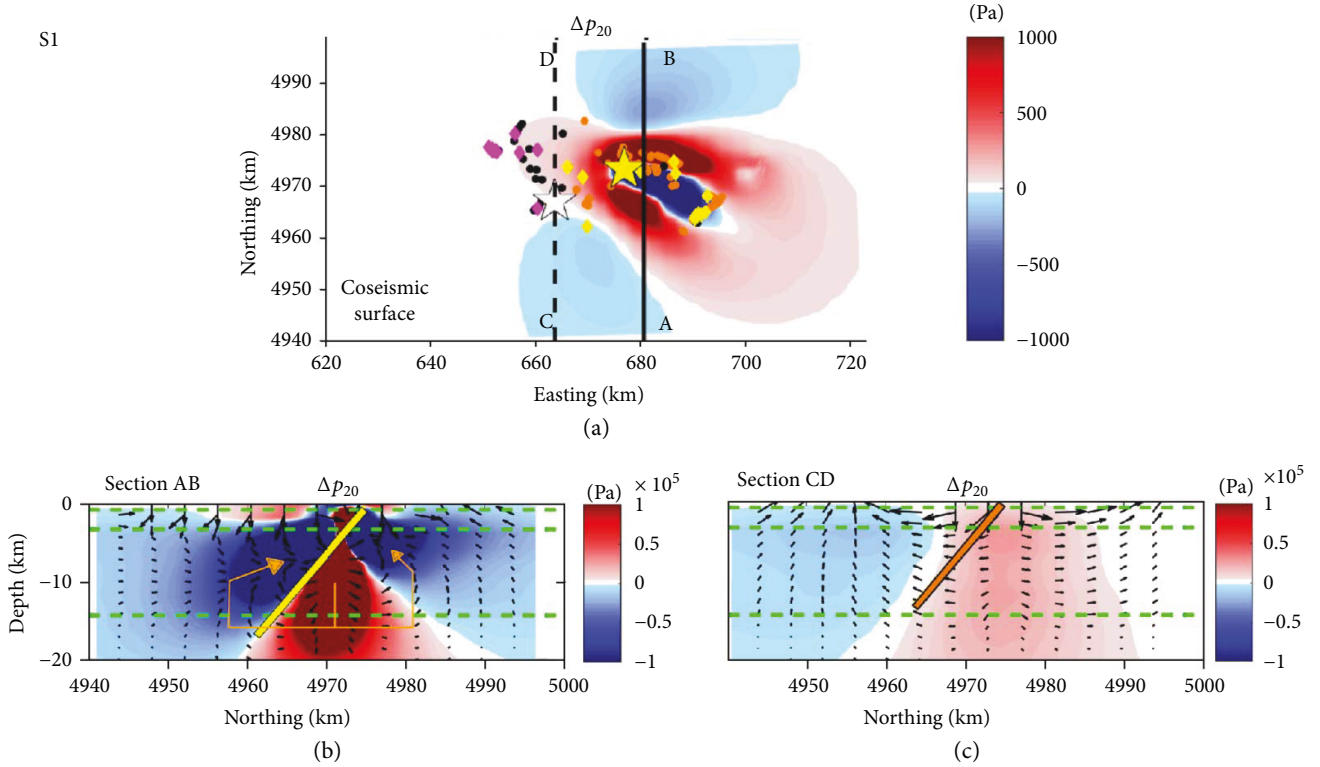 S1
Δp20
(Pa)
D
B
4990
4980
4970
4960
4950
4940
Northing (km)
Coseismic
surface
C
A
620
640
660
680
700
720
Easting (km)
1000
500
0
−500
−1000
(a)
Section AB
Δp20
(Pa)
×10^5
0
−10
−20
Depth (km)
4940
4950
4960
4970
4980
4990
5000
Northing (km)
1
0.5
0
−0.5
−1
(b)
Section CD
Δp20
(Pa)
×10^5
4950
4960
4970
4980
4990
5000
Northing (km)
1
0.5
0
−0.5
−1
(c)